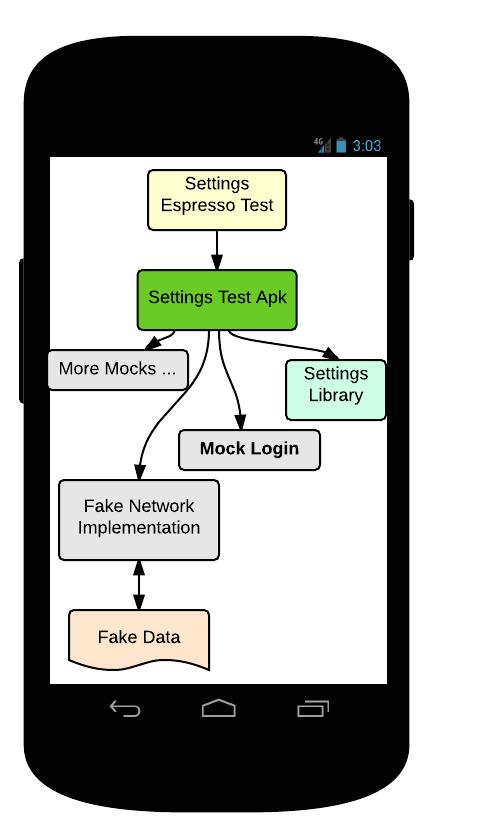 4G 3:03
Settings
Espresso Test
Settings Test Apk
More Mocks ...
Settings
Library
Mock Login
Fake Network
Implementation
Fake Data